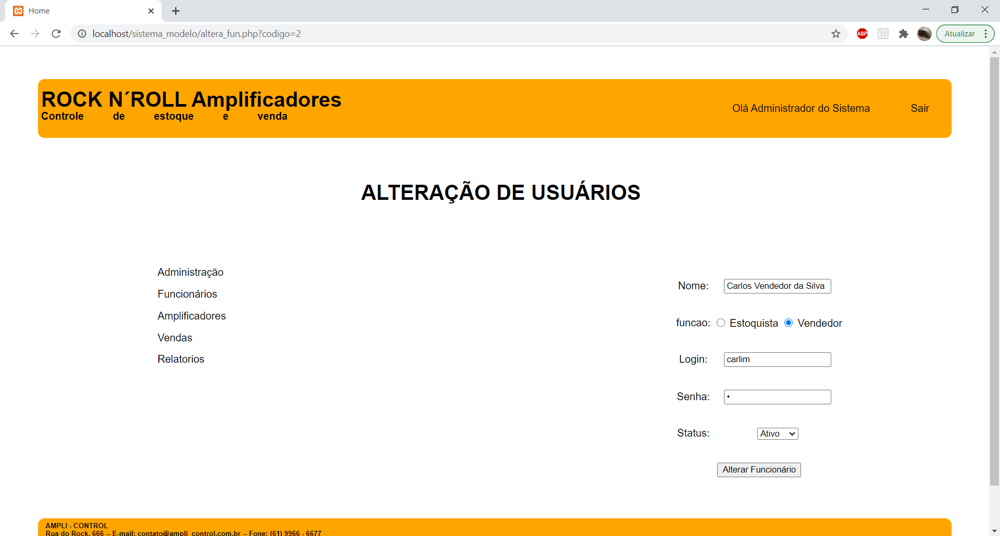 Home
localhost/sistema_modelo/altera_fun.php?codigo=2
ABP
Atualizar
ROCK N´ROLL Amplificadores
Controle de estoque e venda
Olá Administrador do Sistema
Sair
ALTERAÇÃO DE USUÁRIOS
Administração
Funcionários
Amplificadores
Vendas
Relatorios
Nome: Carlos Vendedor da Silva
funcao: Estoquista Vendedor
Login: carlim
Senha: •
Status: Ativo
Alterar Funcionário
AMPLI - CONTROL
Rua do Rock, 666 -- E-mail: contato@ampli_control.com.br -- Fone: (61) 9966 - 6677